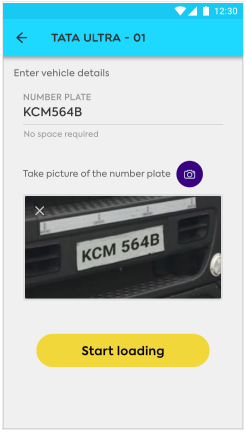 12:30
TATA ULTRA - 01
Enter vehicle details
NUMBER PLATE
KCM564B
No space required
Take picture of the number plate
KCM 564B
Start loading